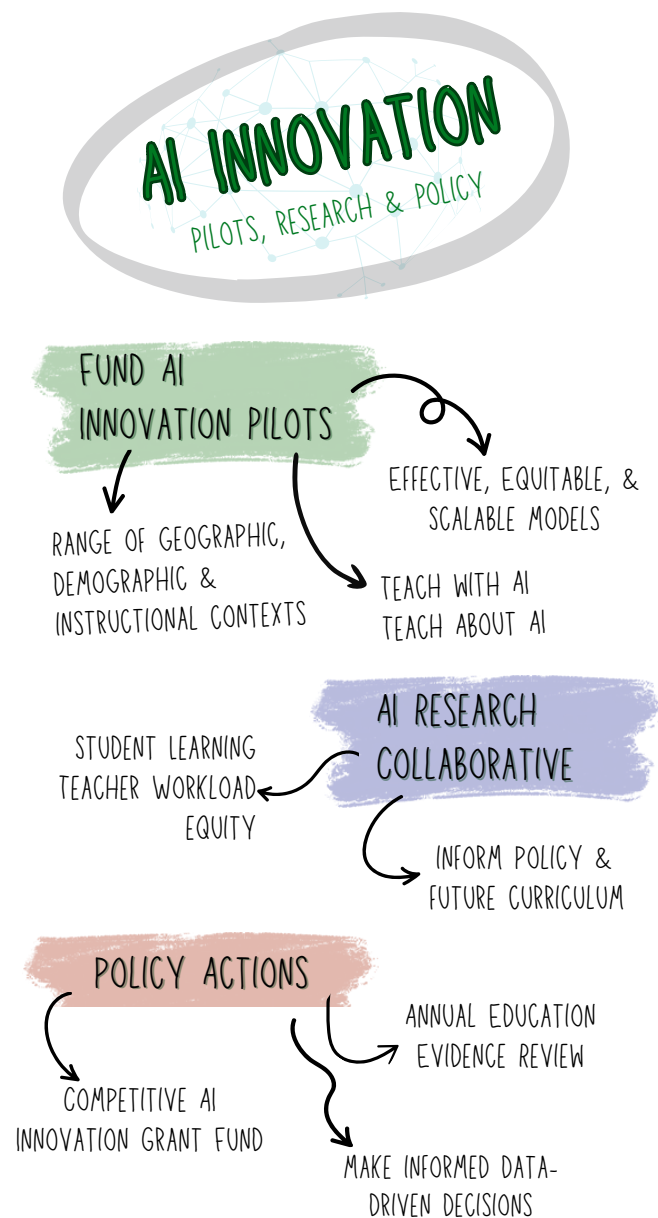 AI INNOVATION
PILOTS, RESEARCH & POLICY
FUND AI
INNOVATION PILOTS
EFFECTIVE, EQUITABLE, &
SCALABLE MODELS
RANGE OF GEOGRAPHIC,
DEMOGRAPHIC &
INSTRUCTIONAL CONTEXTS
TEACH WITH AI
TEACH ABOUT AI
AI RESEARCH
COLLABORATIVE
STUDENT LEARNING
TEACHER WORKLOAD
EQUITY
INFORM POLICY &
FUTURE CURRICULUM
POLICY ACTIONS
ANNUAL EDUCATION
EVIDENCE REVIEW
COMPETITIVE AI
INNOVATION GRANT FUND
MAKE INFORMED DATA-
DRIVEN DECISIONS